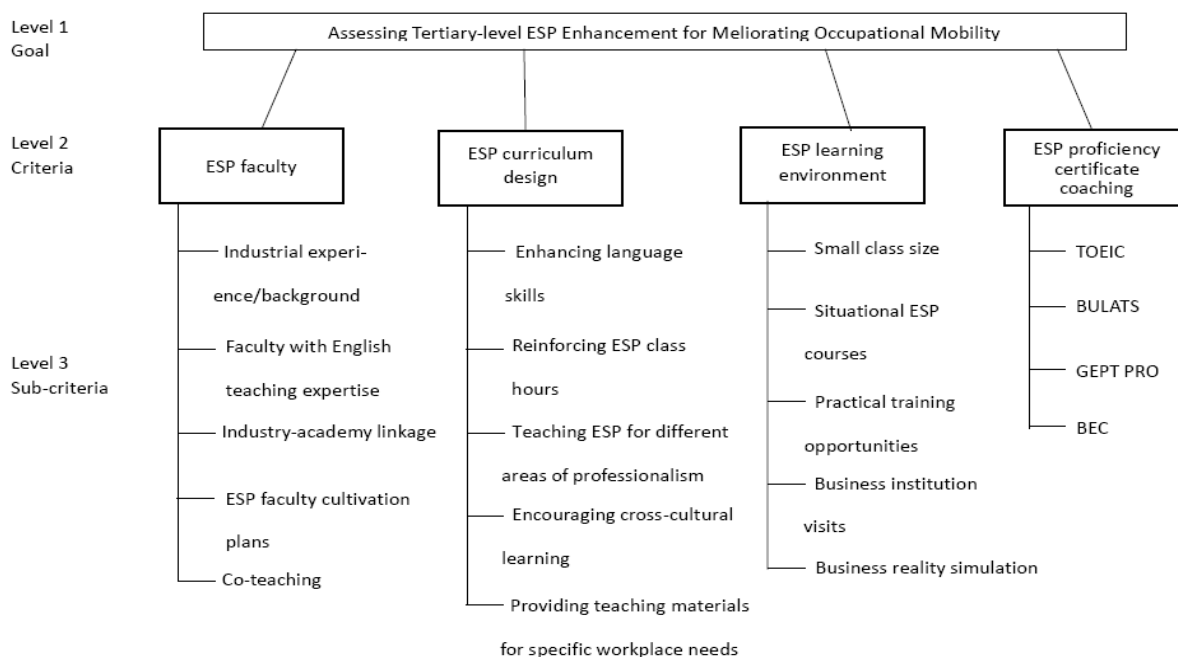 Level 1
Goal
Assessing Tertiary-level ESP Enhancement for Meliorating Occupational Mobility
Level 2
Criteria
ESP faculty
ESP curriculum
design
ESP learning
environment
ESP proficiency
certificate
coaching
Level 3
Sub-criteria
Industrial experi-
ence/background
Faculty with English
teaching expertise
Industry-academy linkage
ESP faculty cultivation
plans
Co-teaching
Enhancing language
skills
Reinforcing ESP class
hours
Teaching ESP for different
areas of professionalism
Encouraging cross-cultural
learning
Providing teaching materials
for specific workplace needs
Small class size
Situational ESP
courses
Practical training
opportunities
Business institution
visits
Business reality simulation
TOEIC
BULATS
GEPT PRO
BEC